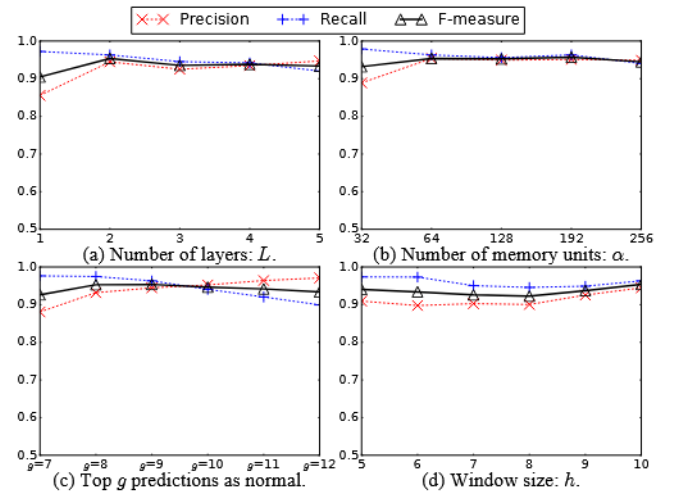 Precision Recall F-measure
1.0 1.0
0.9 0.9
0.8 0.8
0.7 0.7
0.6 0.6
0.5 0.5
1 2 3 4 5 32 64 128 192 256
(a) Number of layers: L. (b) Number of memory units: α.
1.0 1.0
0.9 0.9
0.8 0.8
0.7 0.7
0.6 0.6
0.5 0.5
g=7 g=8 g=9 g=10 g=11 g=12 5 6 7 8 9 10
(c) Top g predictions as normal. (d) Window size: h.